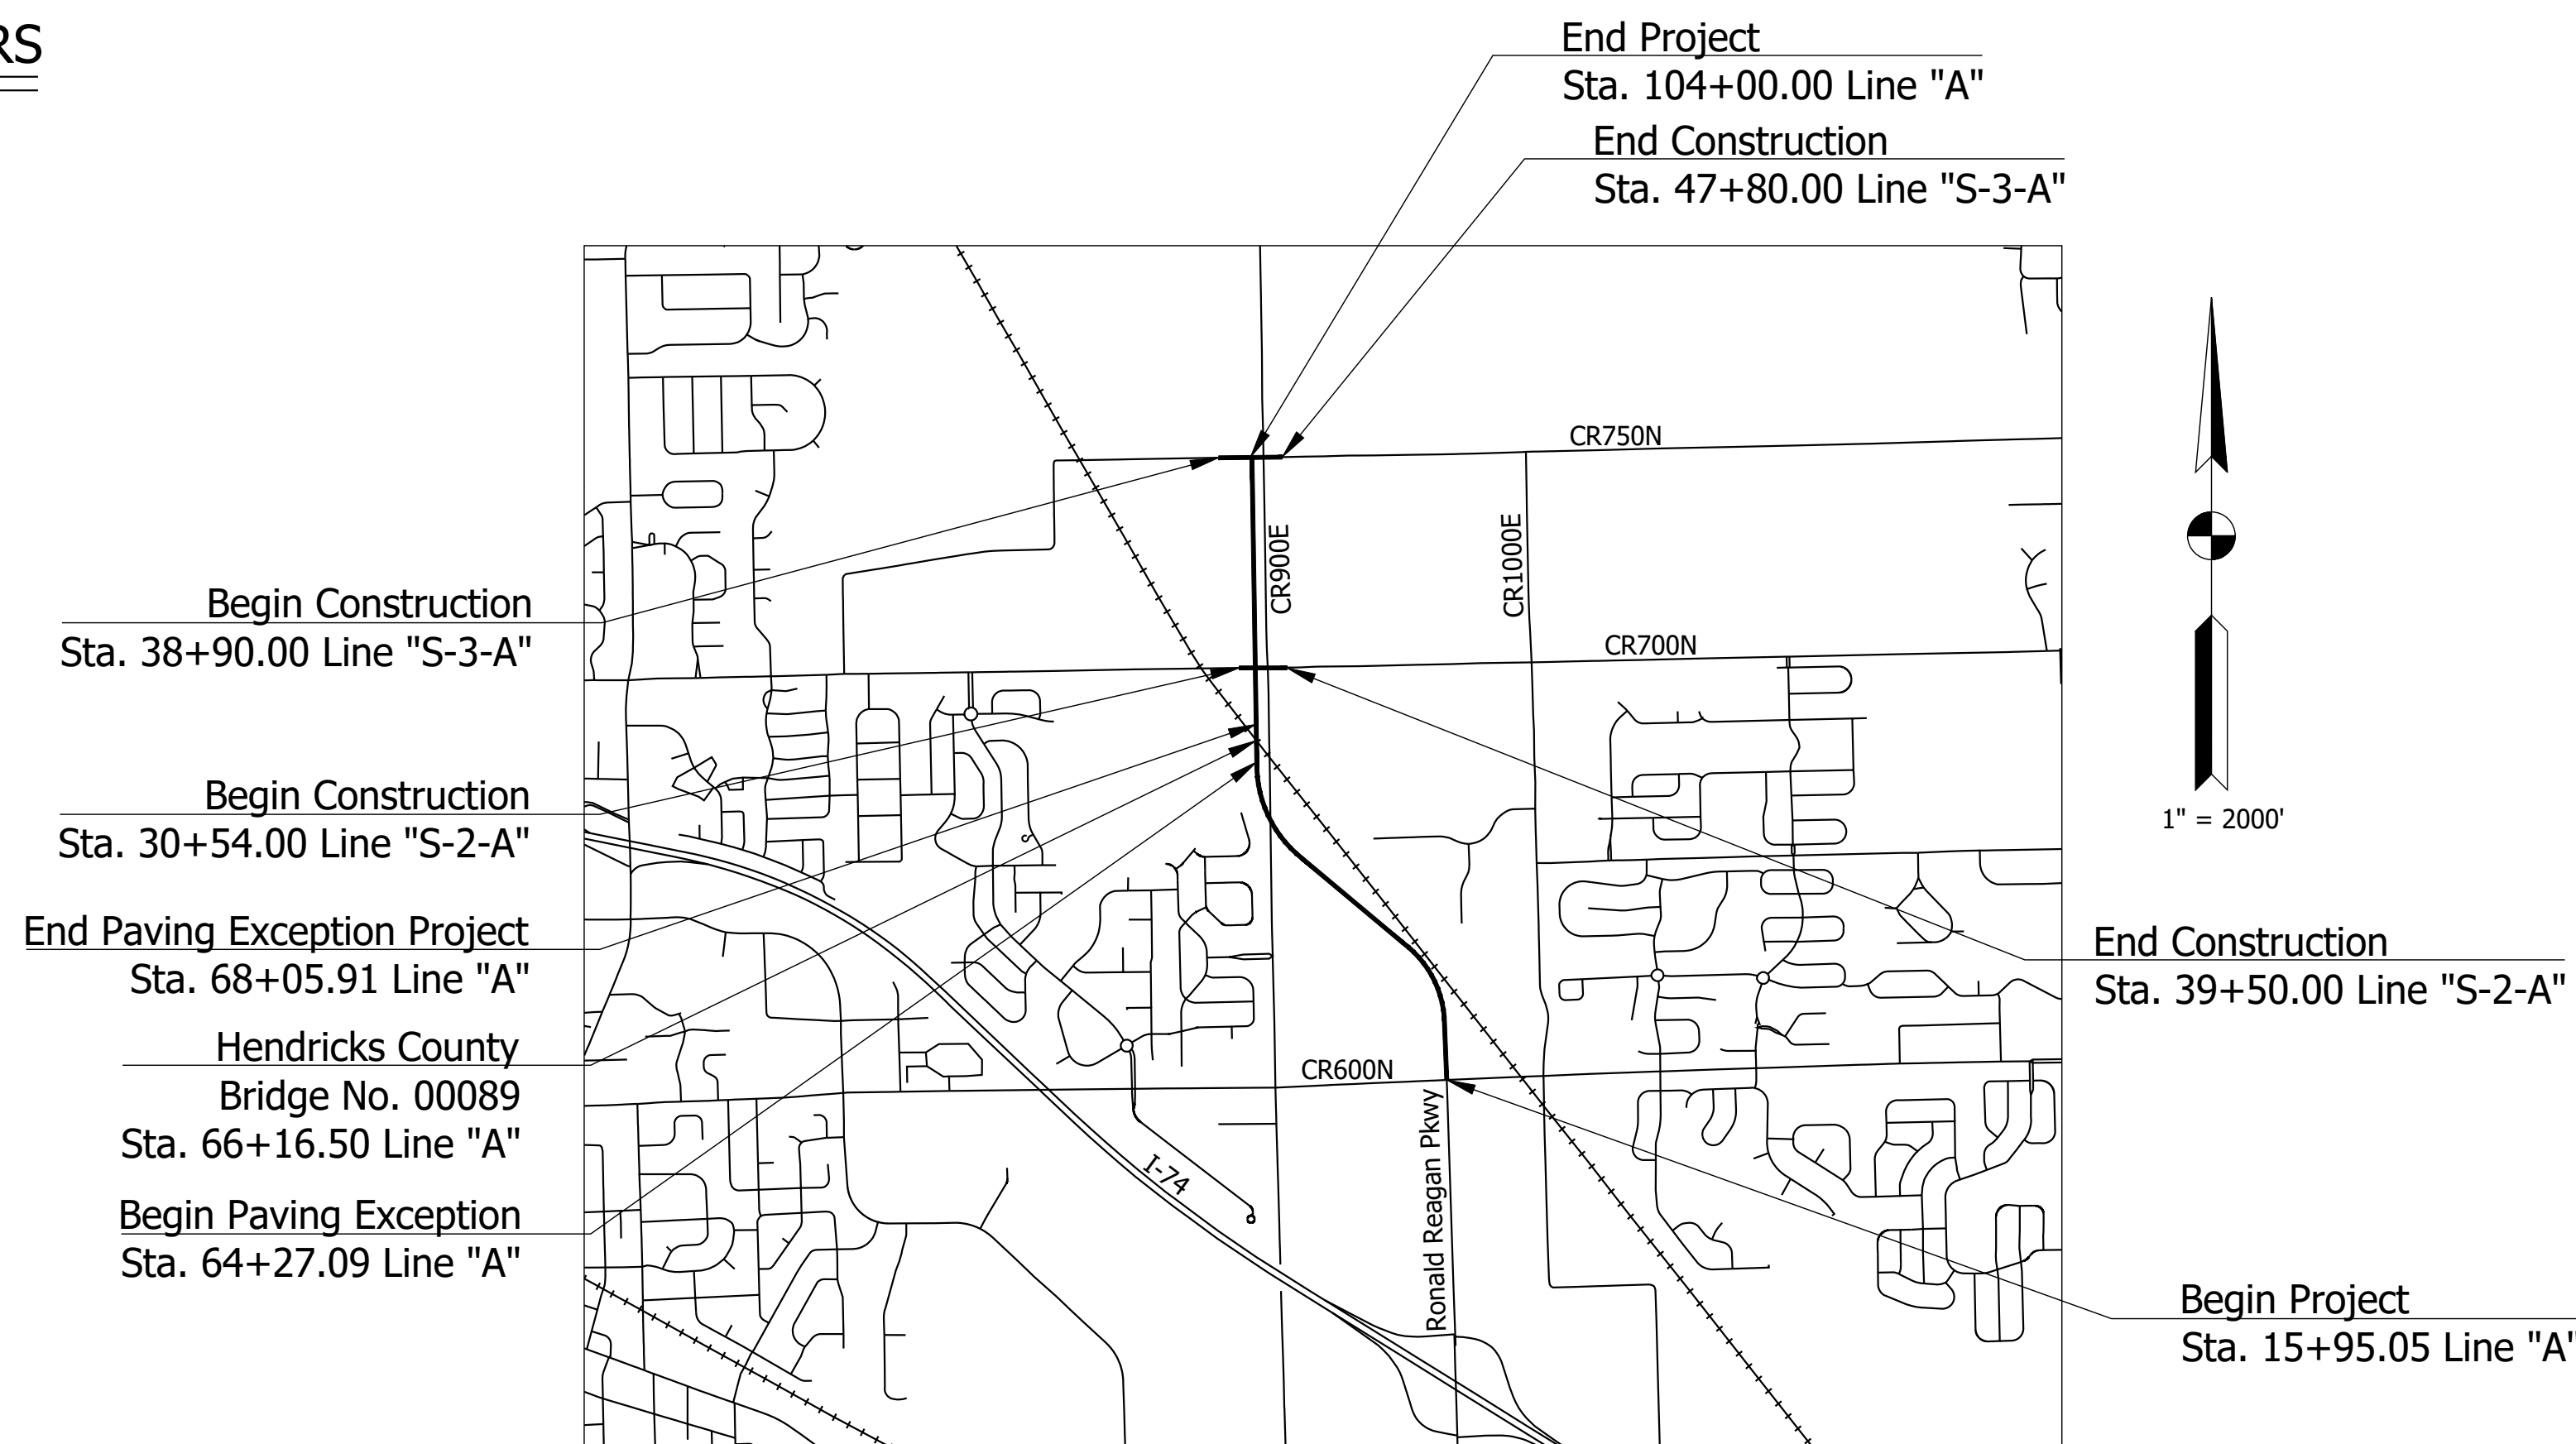 RS
End Project
Sta. 104+00.00 Line "A"
End Construction
Sta. 47+80.00 Line "S-3-A"
CR750N
CR900E
CR1000E
Begin Construction
Sta. 38+90.00 Line "S-3-A"
CR700N
Begin Construction
Sta. 30+54.00 Line "S-2-A"
1" = 2000'
End Paving Exception Project
Sta. 68+05.91 Line "A"
End Construction
Sta. 39+50.00 Line "S-2-A"
Hendricks County
Bridge No. 00089
Sta. 66+16.50 Line "A"
CR600N
Ronald Reagan Pkwy
I-74
Begin Paving Exception
Sta. 64+27.09 Line "A"
Begin Project
Sta. 15+95.05 Line "A"